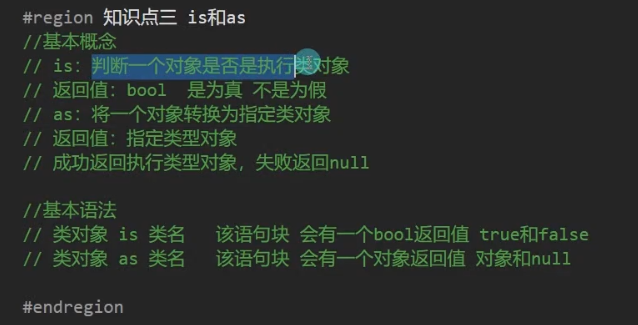 #region 知识点三 is和as
//基本概念
// is：判断一个对象是否是执行类对象
// 返回值：bool  是为真 不是为假
// as：将一个对象转换为指定类对象
// 返回值：指定类型对象
// 成功返回执行类型对象，失败返回null
//基本语法
// 类对象 is 类名   该语句块 会有一个bool返回值 true和false
// 类对象 as 类名   该语句块 会有一个对象返回值 对象和null
#endregion